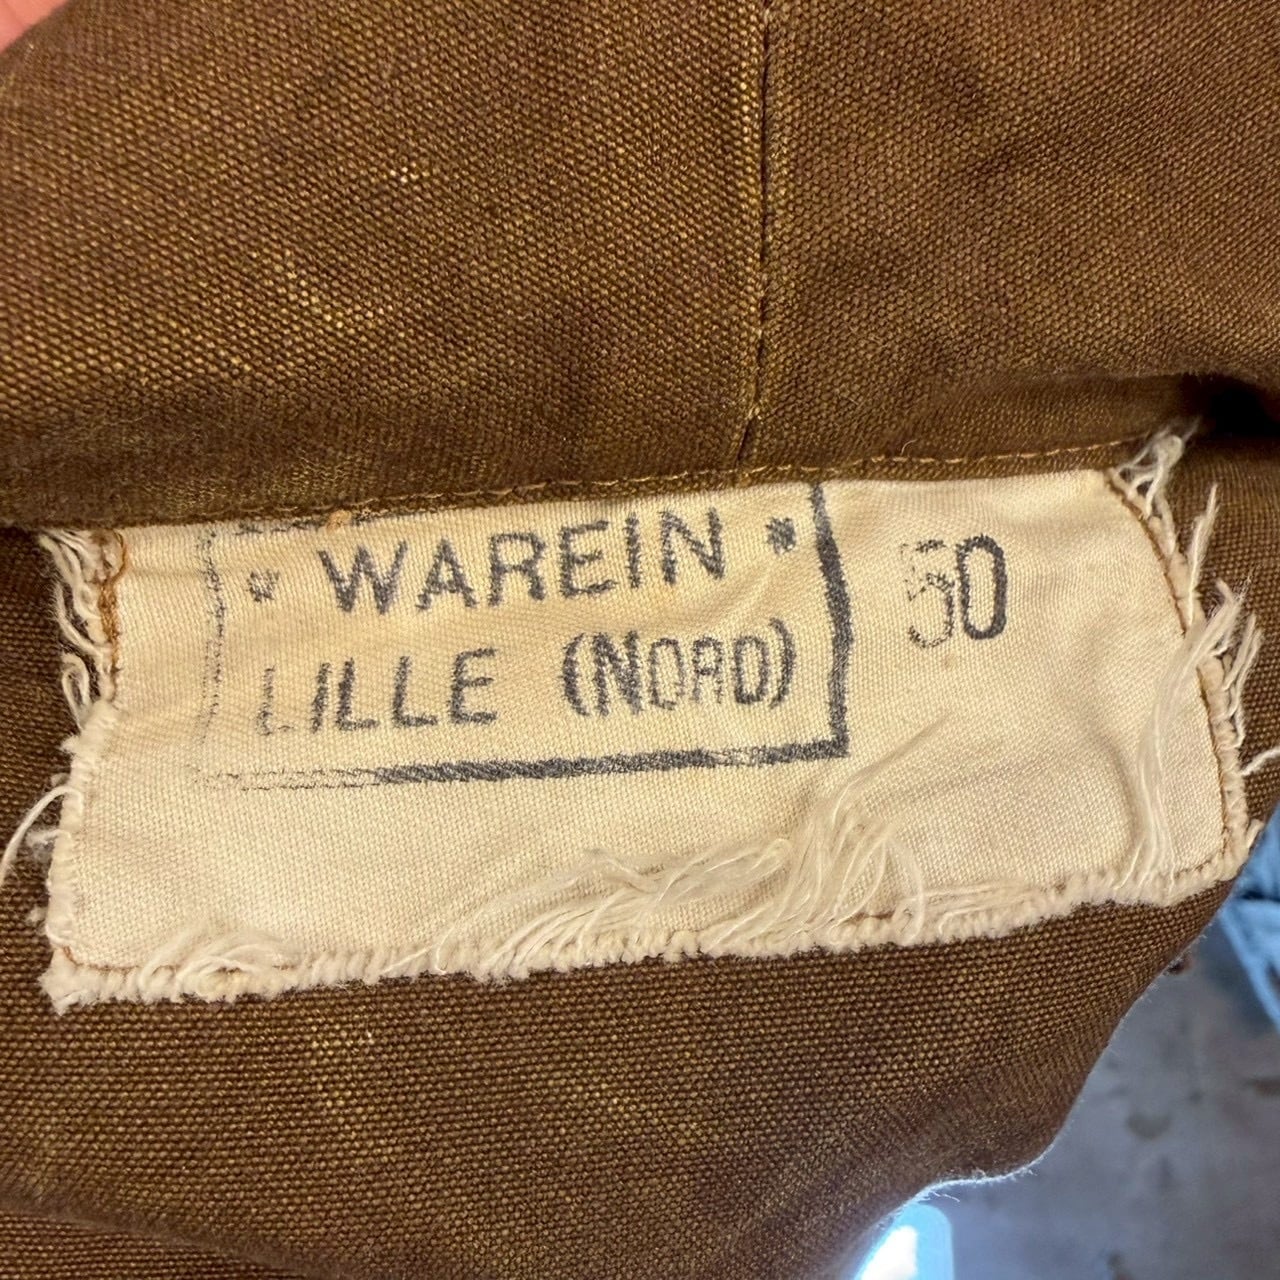 * WAREIN *
LILLE (NORD)
50